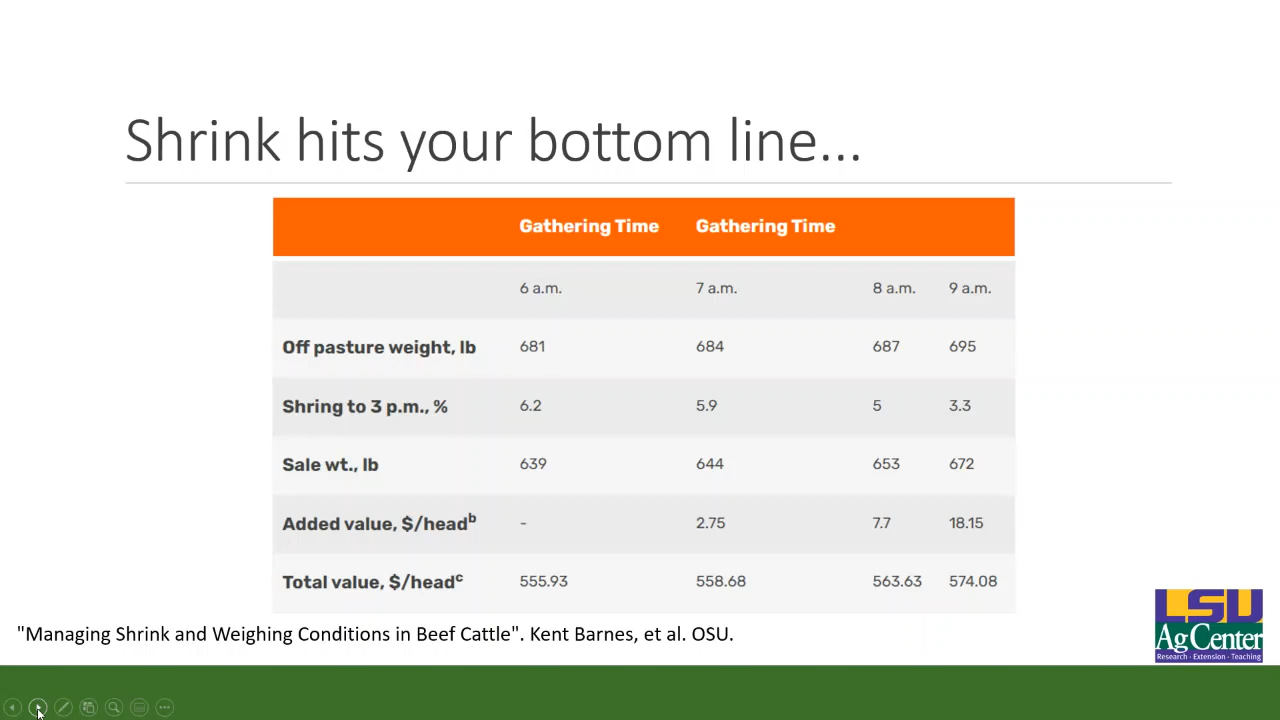 Shrink hits your bottom line...
Gathering Time Gathering Time
6 a.m. 7 a.m. 8 a.m. 9 a.m.
Off pasture weight, lb 681 684 687 695
Shring to 3 p.m., % 6.2 5.9 5 3.3
Sale wt., lb 639 644 653 672
Added value, $/headb - 2.75 7.7 18.15
Total value, $/headc 555.93 558.68 563.63 574.08
"Managing Shrink and Weighing Conditions in Beef Cattle". Kent Barnes, et al. OSU.
LSU
AgCenter
Research · Extension · Teaching